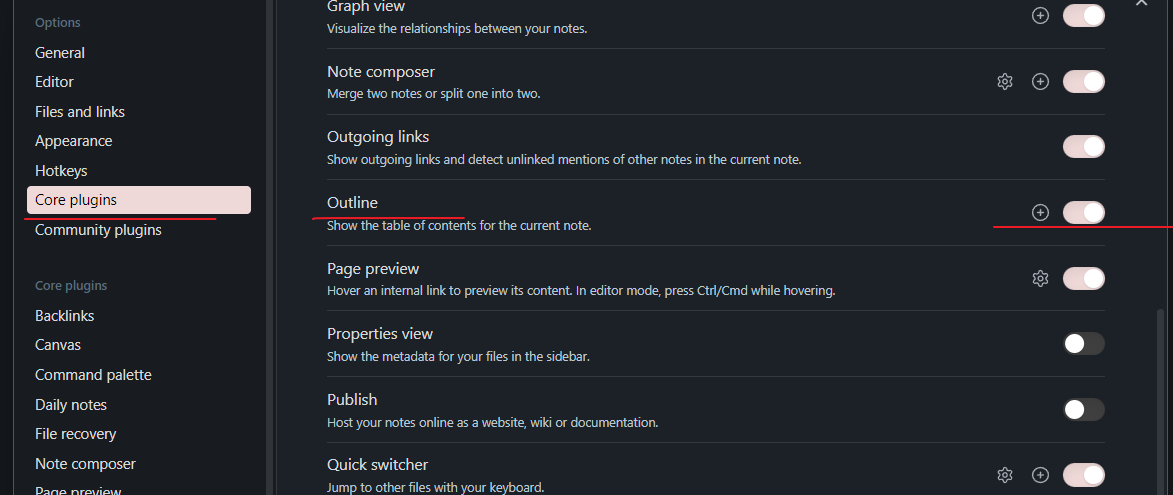 Options
General
Editor
Files and links
Appearance
Hotkeys
Core plugins
Community plugins
Core plugins
Backlinks
Canvas
Command palette
Daily notes
File recovery
Note composer
Page preview
Graph view
Visualize the relationships between your notes.
Note composer
Merge two notes or split one into two.
Outgoing links
Show outgoing links and detect unlinked mentions of other notes in the current note.
Outline
Show the table of contents for the current note.
Page preview
Hover an internal link to preview its content. In editor mode, press Ctrl/Cmd while hovering.
Properties view
Show the metadata for your files in the sidebar.
Publish
Host your notes online as a website, wiki or documentation.
Quick switcher
Jump to other files with your keyboard.